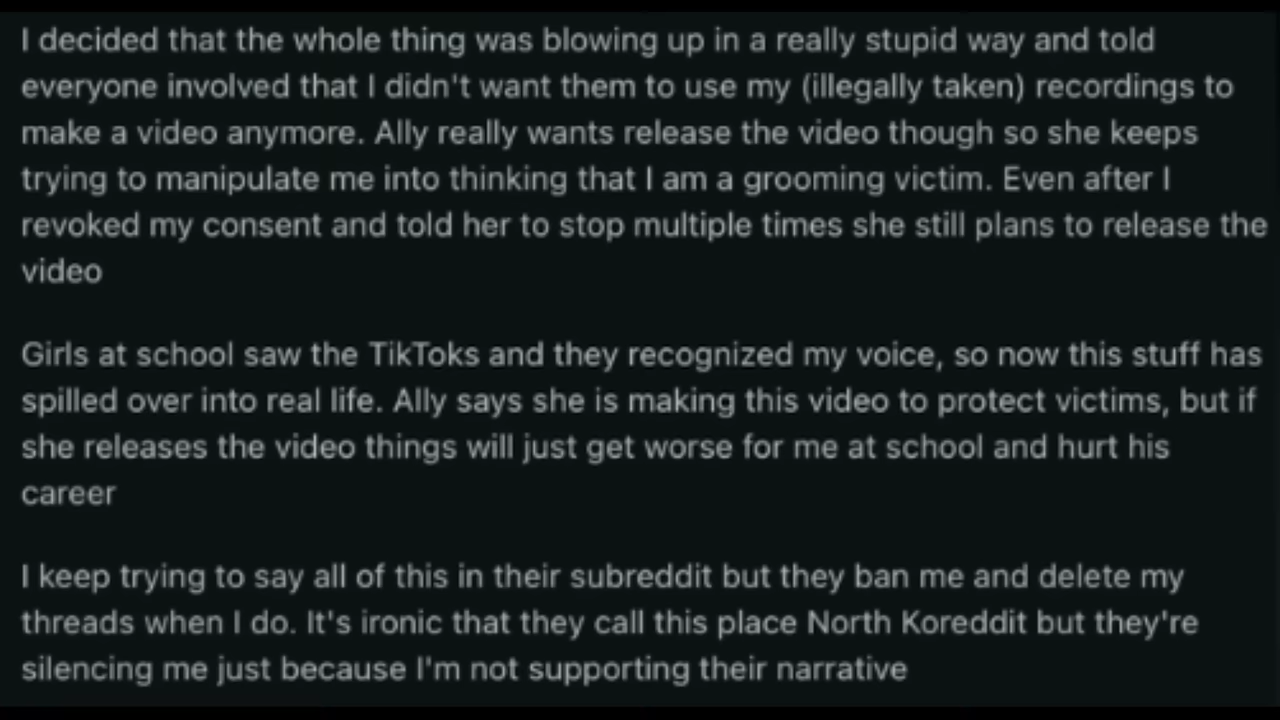 I decided that the whole thing was blowing up in a really stupid way and told
everyone involved that I didn't want them to use my (illegally taken) recordings to
make a video anymore. Ally really wants release the video though so she keeps
trying to manipulate me into thinking that I am a grooming victim. Even after I
revoked my consent and told her to stop multiple times she still plans to release the
video
Girls at school saw the TikToks and they recognized my voice, so now this stuff has
spilled over into real life. Ally says she is making this video to protect victims, but if
she releases the video things will just get worse for me at school and hurt his
career
I keep trying to say all of this in their subreddit but they ban me and delete my
threads when I do. It's ironic that they call this place North Koreddit but they're
silencing me just because I'm not supporting their narrative